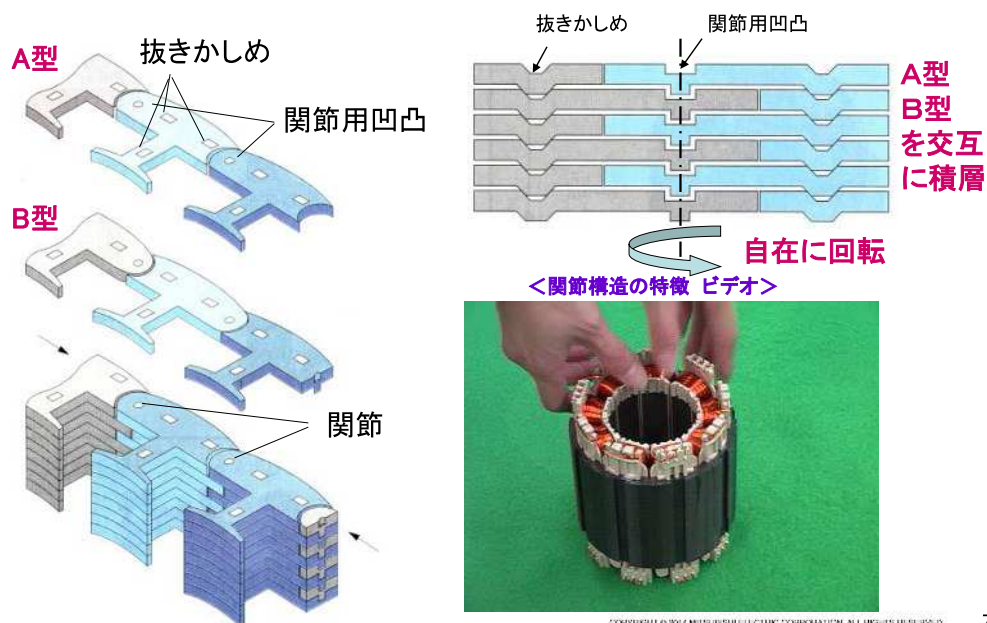 A型
抜きかしめ
関節用凹凸
B型
関節
抜きかしめ
関節用凹凸
A型
B型
を交互
に積層
自在に回転
<関節構造の特徴 ビデオ>
7